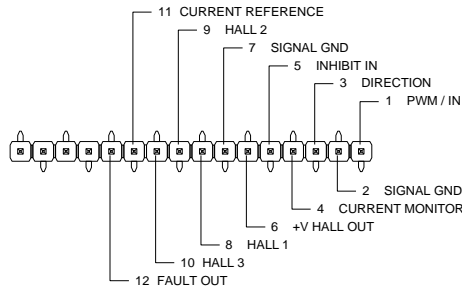 11 CURRENT REFERENCE
9 HALL 2
7 SIGNAL GND
5 INHIBIT IN
3 DIRECTION
1 PWM / IN
2 SIGNAL GND
4 CURRENT MONITOR
6 +V HALL OUT
8 HALL 1
10 HALL 3
12 FAULT OUT